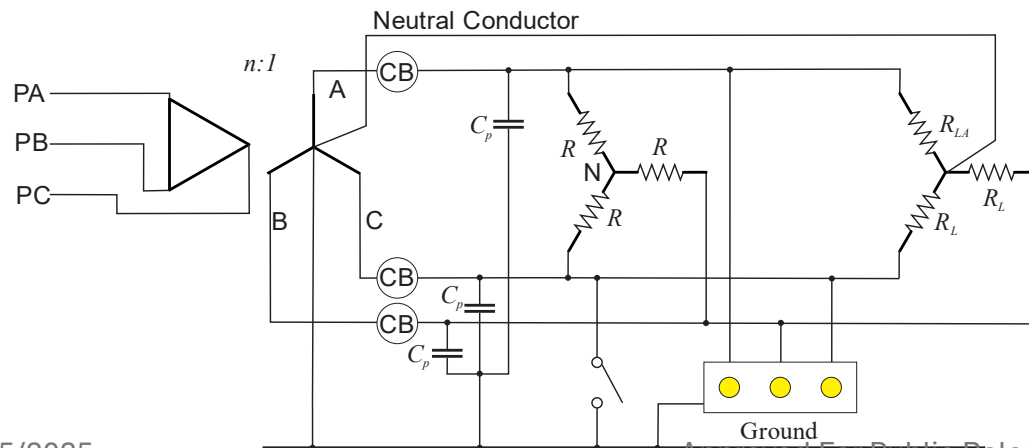 Neutral Conductor
n:1
PA
PB
PC
A
B
C
CB
CB
CB
C_p
C_p
C_p
R
N
R
R
R_LA
R_L
R_L
Ground